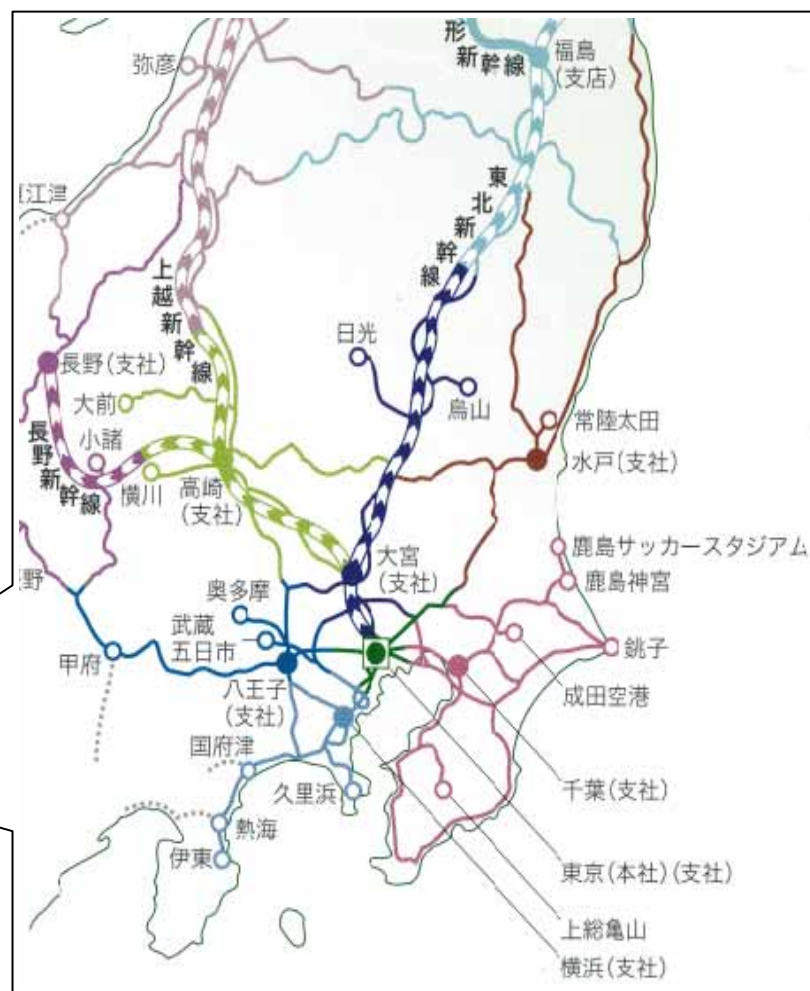 形
新幹線
福島
(支店)
弥彦
東北新幹線
直江津
上越新幹線
日光
長野(支社)
烏山
大前
常陸太田
小諸
長野新幹線
水戸(支社)
横川
高崎
(支社)
鹿島サッカースタジアム
大宮
(支社)
鹿島神宮
野
奥多摩
武蔵
五日市
銚子
甲府
成田空港
八王子
(支社)
国府津
久里浜
千葉(支社)
熱海
伊東
東京(本社)(支社)
上総亀山
横浜(支社)